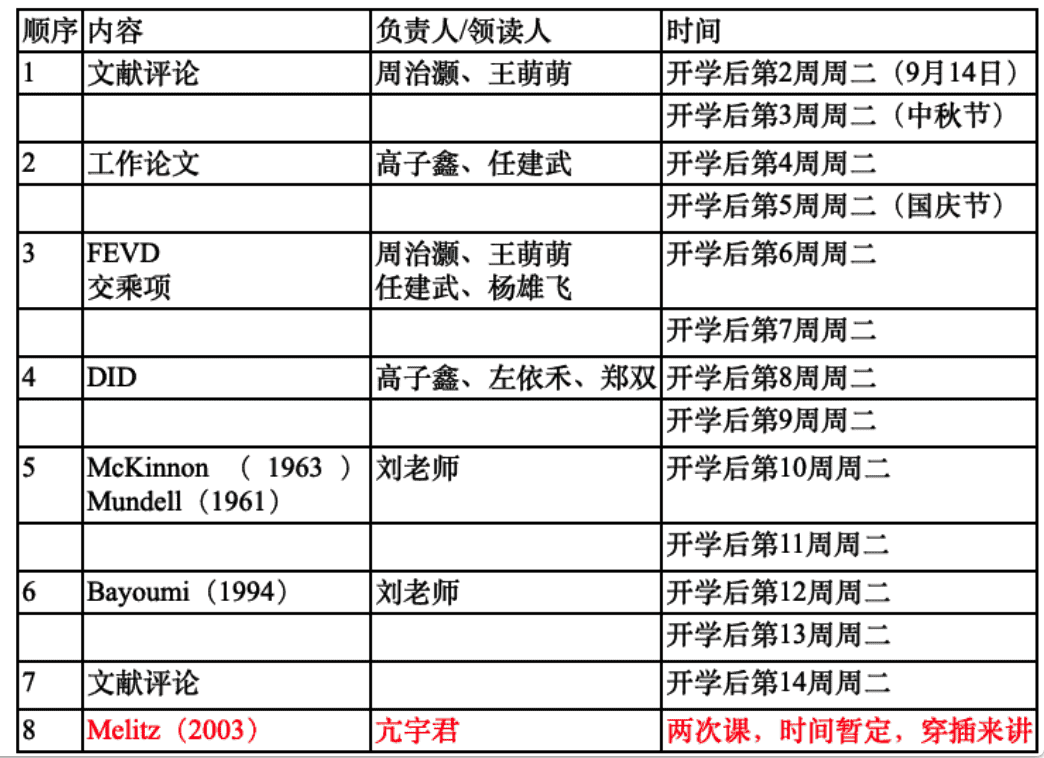 顺序 内容 负责人/领读人 时间
1 文献评论 周治灏、王萌萌 开学后第2周周二（9月14日）
开学后第3周周二（中秋节）
2 工作论文 高子鑫、任建武 开学后第4周周二
开学后第5周周二（国庆节）
3 FEVD 周治灏、王萌萌 开学后第6周周二
交乘项 任建武、杨雄飞
开学后第7周周二
4 DID 高子鑫、左依禾、郑双 开学后第8周周二
开学后第9周周二
5 McKinnon （ 1963 ） 刘老师 开学后第10周周二
Mundell（1961）
开学后第11周周二
6 Bayoumi（1994） 刘老师 开学后第12周周二
开学后第13周周二
7 文献评论 开学后第14周周二
8 Melitz（2003） 亢宇君 两次课，时间暂定，穿插来讲